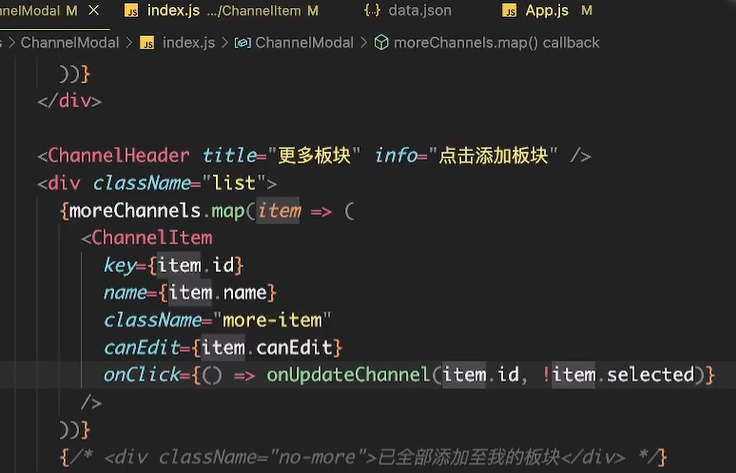 nnelModal M × JS index.js .../ChannelItem M {..} data.json JS App.js M
s > ChannelModal > JS index.js > ChannelModal > moreChannels.map() callback
))}
</div>
<ChannelHeader title="更多板块" info="点击添加板块" />
<div className="list">
{moreChannels.map(item => (
<ChannelItem
key={item.id}
name={item.name}
className="more-item"
canEdit={item.canEdit}
onClick={() => onUpdateChannel(item.id, !item.selected)}
/>
))}
{/* <div className="no-more">已全部添加至我的板块</div> */}